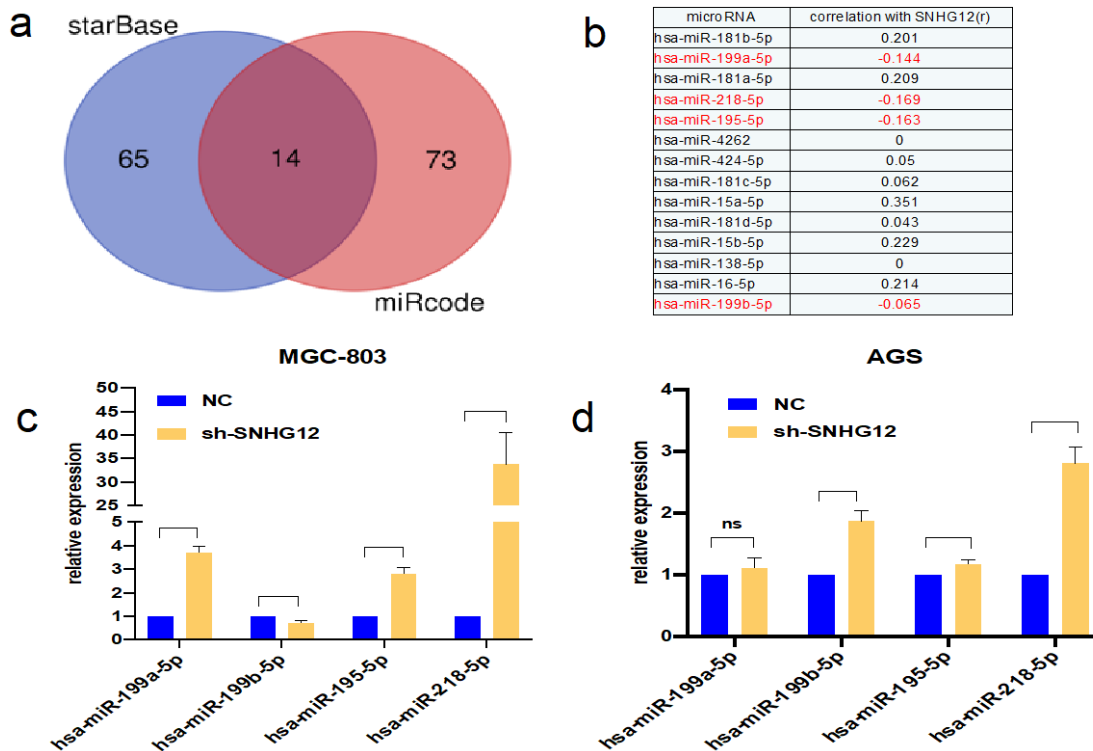 a
starBase
65
14
73
miRcode
b
microRNA correlation with SNHG12(r)
hsa-miR-181b-5p 0.201
hsa-miR-199a-5p -0.144
hsa-miR-181a-5p 0.209
hsa-miR-218-5p -0.169
hsa-miR-195-5p -0.163
hsa-miR-4262 0
hsa-miR-424-5p 0.05
hsa-miR-181c-5p 0.062
hsa-miR-15a-5p 0.351
hsa-miR-181d-5p 0.043
hsa-miR-15b-5p 0.229
hsa-miR-138-5p 0
hsa-miR-16-5p 0.214
hsa-miR-199b-5p -0.065
c
MGC-803
NC
sh-SNHG12
relative expression
50
45
40
35
30
25
5
4
3
2
1
0
hsa-miR-199a-5p
hsa-miR-199b-5p
hsa-miR-195-5p
hsa-miR-218-5p
d
AGS
NC
sh-SNHG12
relative expression
4
3
2
1
0
ns
hsa-miR-199a-5p
hsa-miR-199b-5p
hsa-miR-195-5p
hsa-miR-218-5p